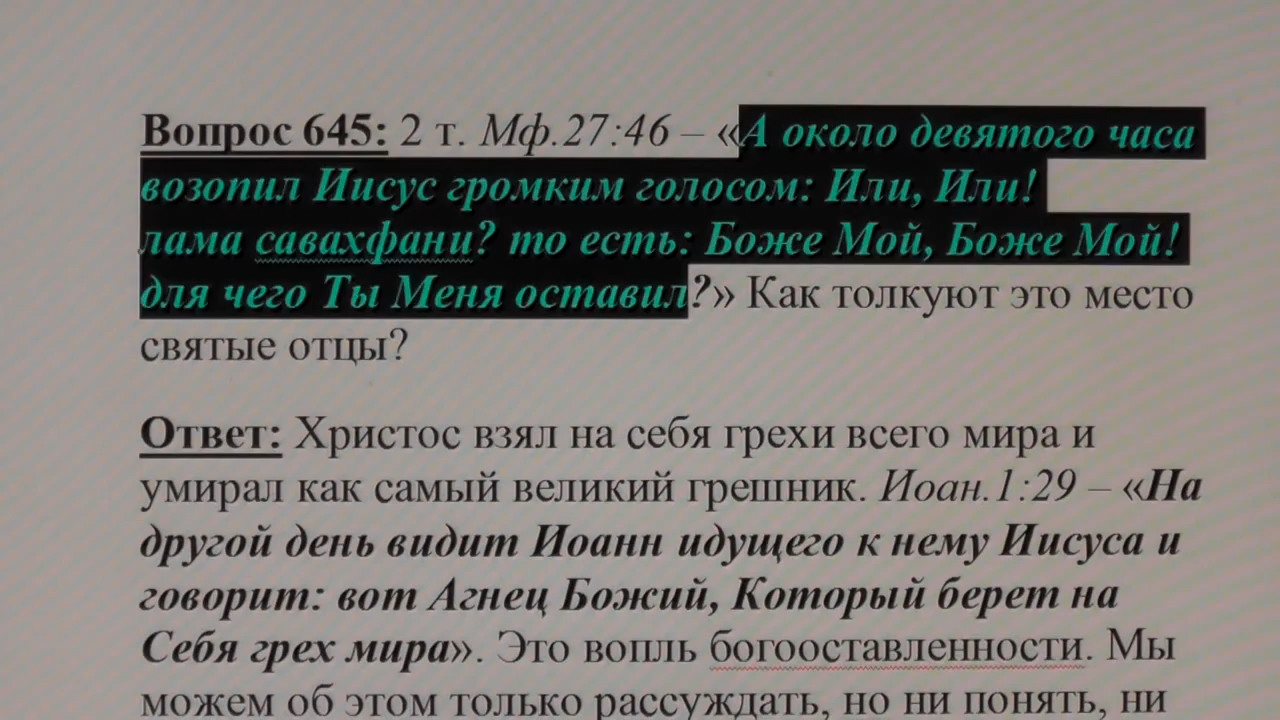 Вопрос 645: 2 т. Мф.27:46 – «А около девятого часа
возопил Иисус громким голосом: Или, Или!
лама савахфани? то есть: Боже Мой, Боже Мой!
для чего Ты Меня оставил?» Как толкуют это место
святые отцы?
Ответ: Христос взял на себя грехи всего мира и
умирал как самый великий грешник. Иоан.1:29 – «На
другой день видит Иоанн идущего к нему Иисуса и
говорит: вот Агнец Божий, Который берет на
Себя грех мира». Это вопль богооставленности. Мы
можем об этом только рассуждать, но ни понять, ни